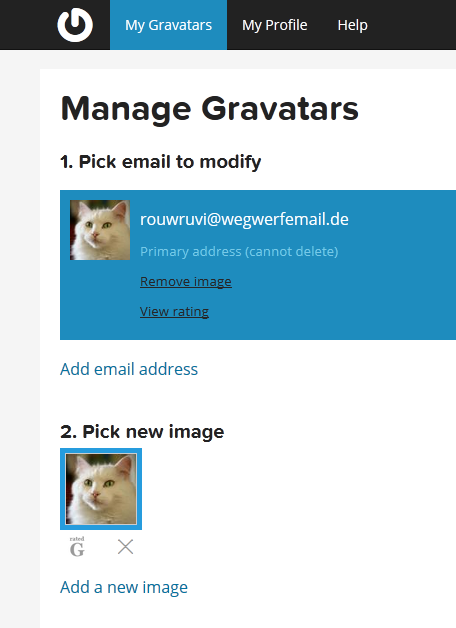 My Gravatars
My Profile
Help
Manage Gravatars
1. Pick email to modify
rouwruvi@wegwerfemail.de
Primary address (cannot delete)
Remove image
View rating
Add email address
2. Pick new image
rated
G
Add a new image